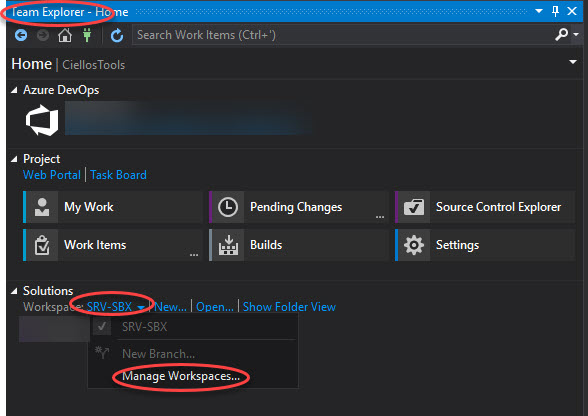 Team Explorer - Home
Search Work Items (Ctrl+')
Home | CiellosTools
Azure DevOps
Project
Web Portal | Task Board
My Work Pending Changes ... Source Control Explorer
Work Items ... Builds Settings
Solutions
Workspace: SRV-SBX | New... | Open... | Show Folder View
SRV-SBX
New Branch...
Manage Workspaces...